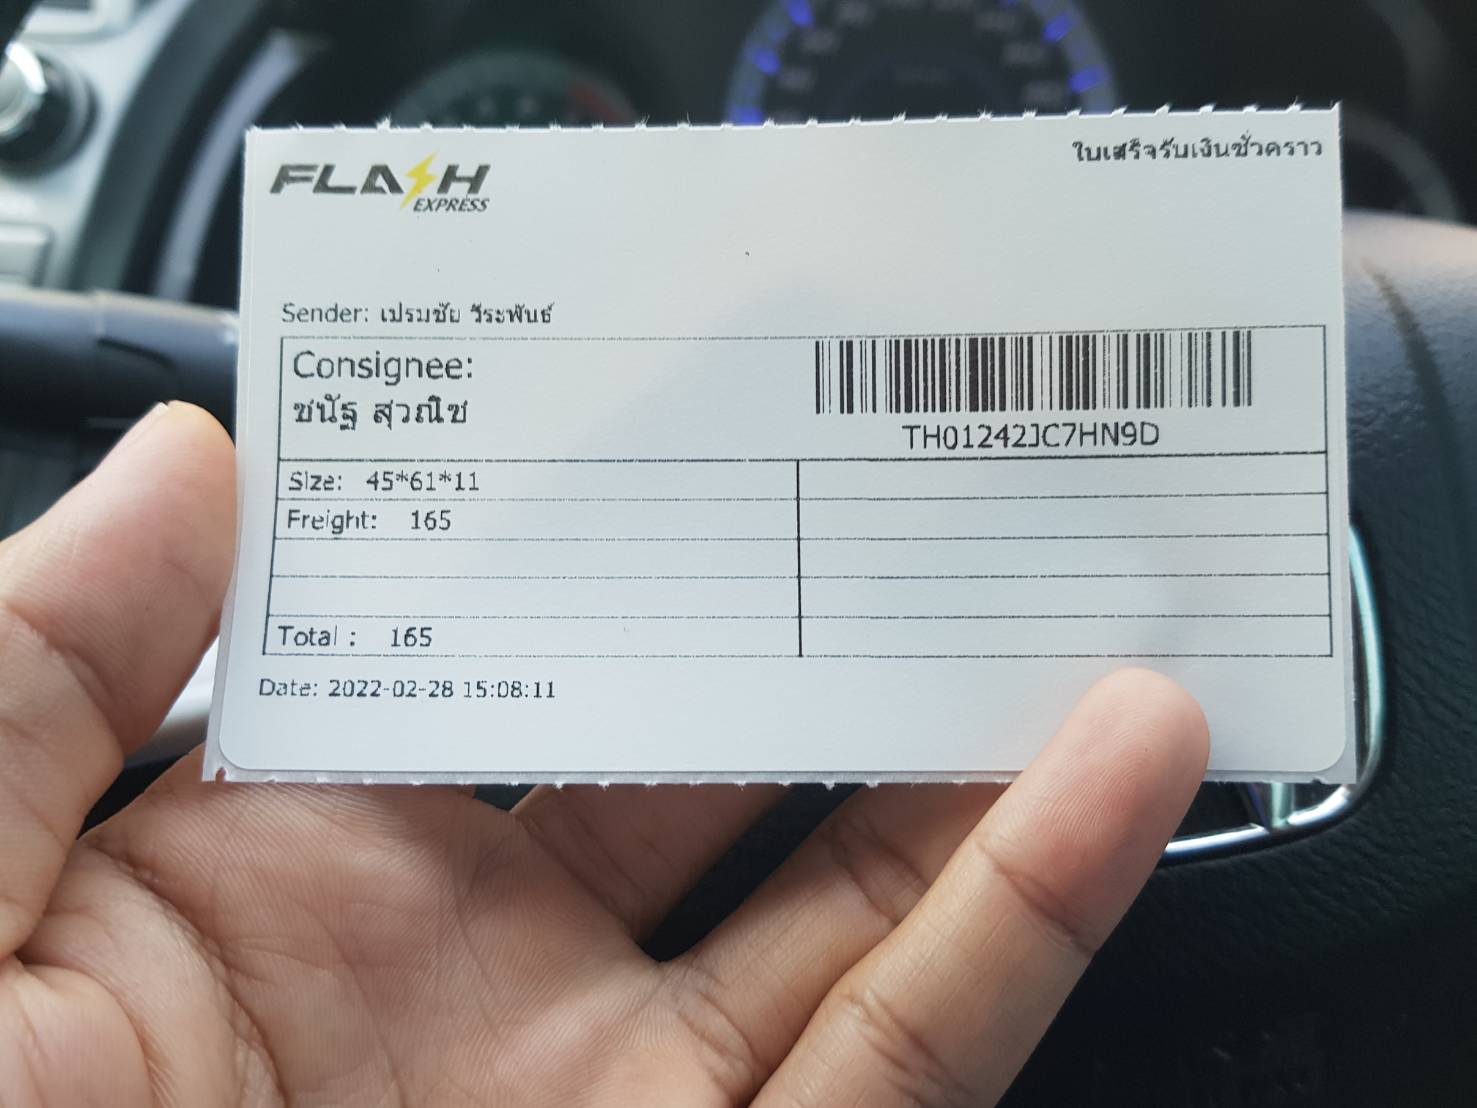 FLASH
EXPRESS
ใบเสร็จรับเงินชั่วคราว
Sender: เปรมชัย วีระพันธ์
Consignee:
ชนัฐ สุวณิช
TH01242JC7HN9D
Size: 45*61*11
Freight: 165
Total : 165
Date: 2022-02-28 15:08:11